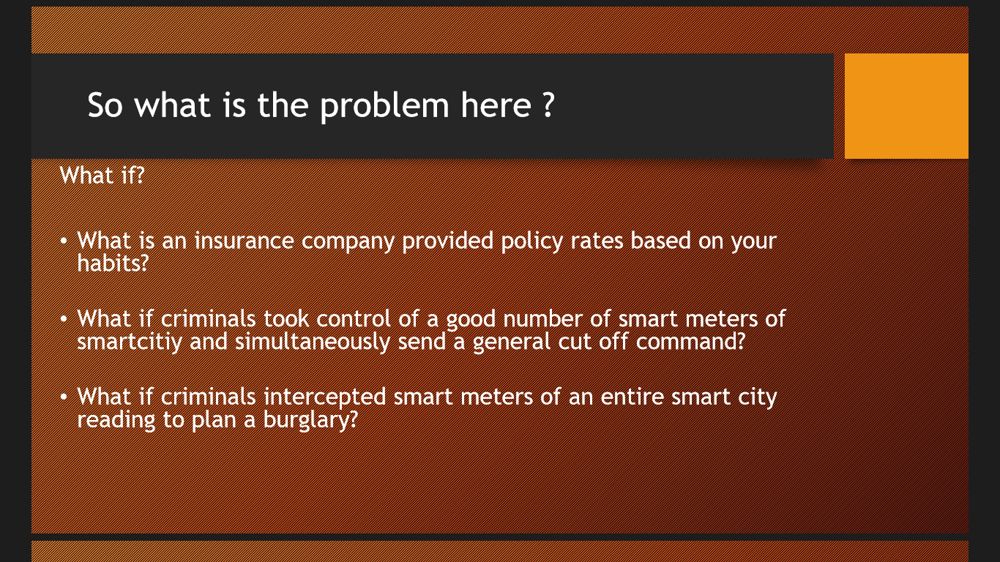 So what is the problem here ?
What if?
• What is an insurance company provided policy rates based on your
habits?
• What if criminals took control of a good number of smart meters of
smartcitiy and simultaneously send a general cut off command?
• What if criminals intercepted smart meters of an entire smart city
reading to plan a burglary?